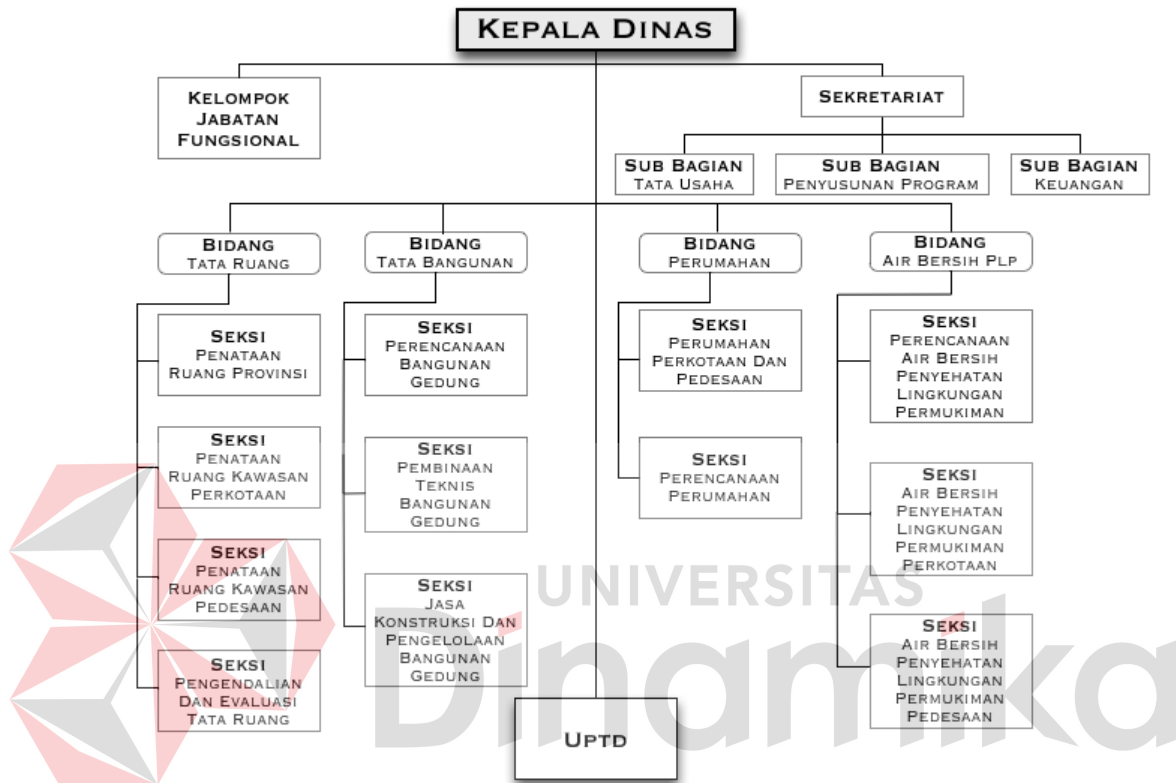 KEPALA DINAS
KELOMPOK
JABATAN
FUNGSIONAL
SEKRETARIAT
SUB BAGIAN
TATA USAHA
SUB BAGIAN
PENYUSUNAN PROGRAM
SUB BAGIAN
KEUANGAN
BIDANG
TATA RUANG
BIDANG
TATA BANGUNAN
BIDANG
PERUMAHAN
BIDANG
AIR BERSIH PLP
SEKSI
PENATAAN
RUANG PROVINSI
SEKSI
PENATAAN
RUANG KAWASAN
PERKOTAAN
SEKSI
PENATAAN
RUANG KAWASAN
PEDESAAN
SEKSI
PENGENDALIAN
DAN EVALUASI
TATA RUANG
SEKSI
PERENCANAAN
BANGUNAN
GEDUNG
SEKSI
PEMBINAAN
TEKNIS
BANGUNAN
GEDUNG
SEKSI
JASA
KONSTRUKSI DAN
PENGELOLAAN
BANGUNAN
GEDUNG
SEKSI
PERUMAHAN
PERKOTAAN DAN
PEDESAAN
SEKSI
PERENCANAAN
PERUMAHAN
SEKSI
PERENCANAAN
AIR BERSIH
PENYEHATAN
LINGKUNGAN
PERMUKIMAN
SEKSI
AIR BERSIH
PENYEHATAN
LINGKUNGAN
PERMUKIMAN
PERKOTAAN
SEKSI
AIR BERSIH
PENYEHATAN
LINGKUNGAN
PERMUKIMAN
PEDESAAN
UPTD
UNIVERSITAS
Dinamika